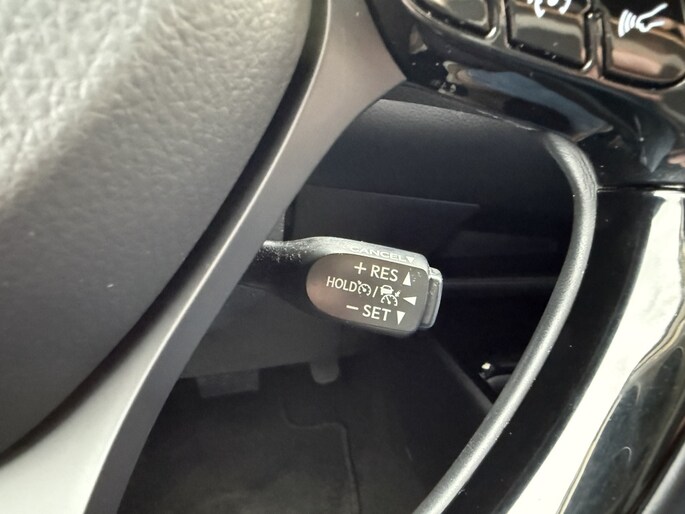 CANCEL
+ RES
HOLD /
− SET